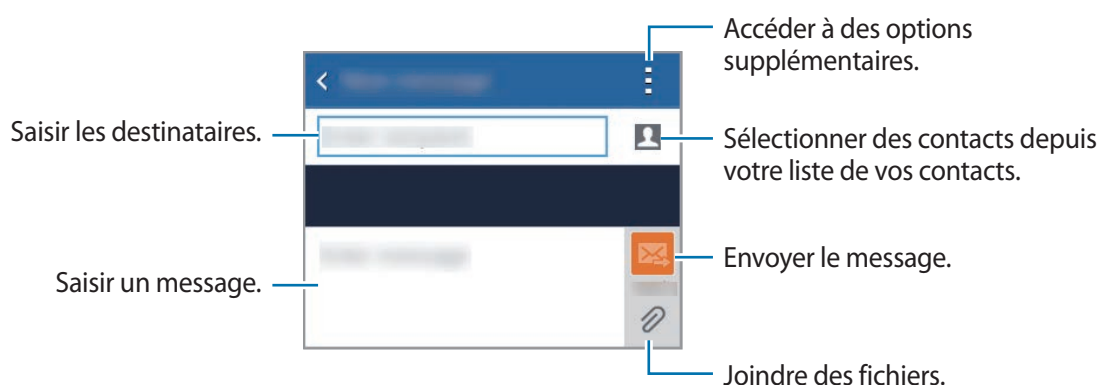 Accéder à des options
supplémentaires.
Saisir les destinataires.
Sélectionner des contacts depuis
votre liste de vos contacts.
Envoyer le message.
Saisir un message.
Joindre des fichiers.